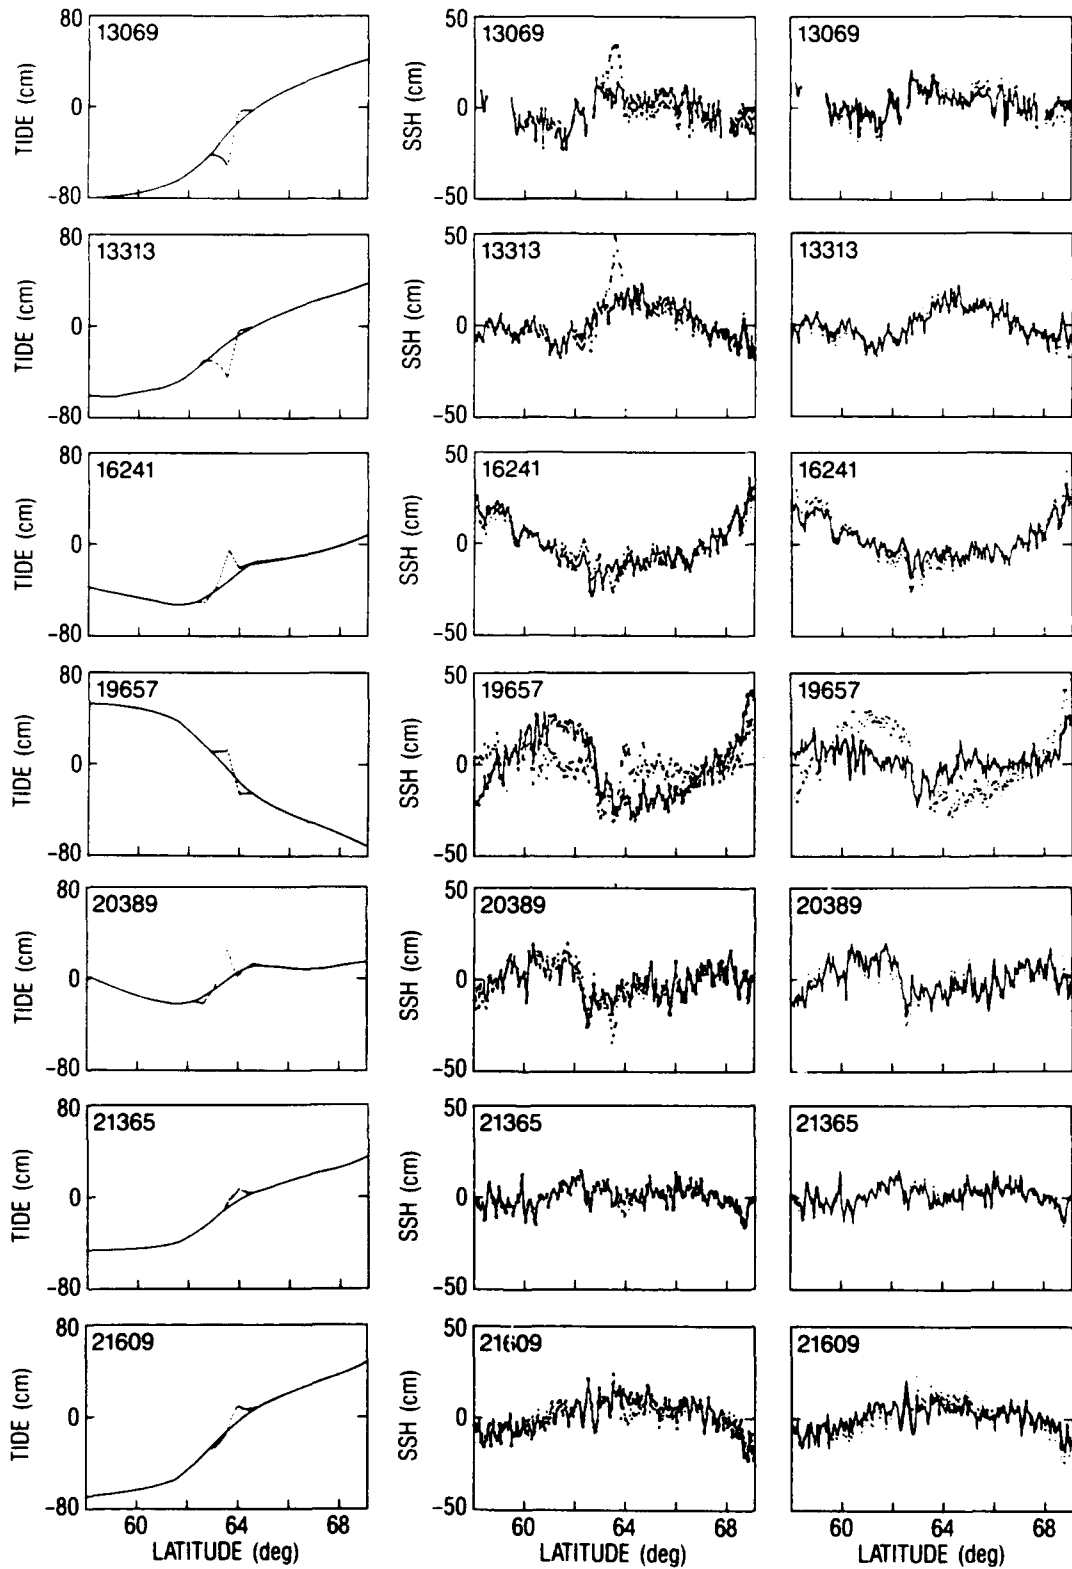 80 50
13069 13069 13069
TIDE (cm) 0 SSH (cm) 0
-80 -50
80 50
13313 13313 13313
TIDE (cm) 0 SSH (cm) 0
-80 -50
80 50
16241 16241 16241
TIDE (cm) 0 SSH (cm) 0
-80 -50
80 50
19657 19657 19657
TIDE (cm) 0 SSH (cm) 0
-80 -50
80 50
20389 20389 20389
TIDE (cm) 0 SSH (cm) 0
-80 -50
80 50
21365 21365 21365
TIDE (cm) 0 SSH (cm) 0
-80 -50
80 50
21609 21609 21609
TIDE (cm) 0 SSH (cm) 0
-80 -50
60 64 68 60 64 68 60 64 68
LATITUDE (deg) LATITUDE (deg) LATITUDE (deg)